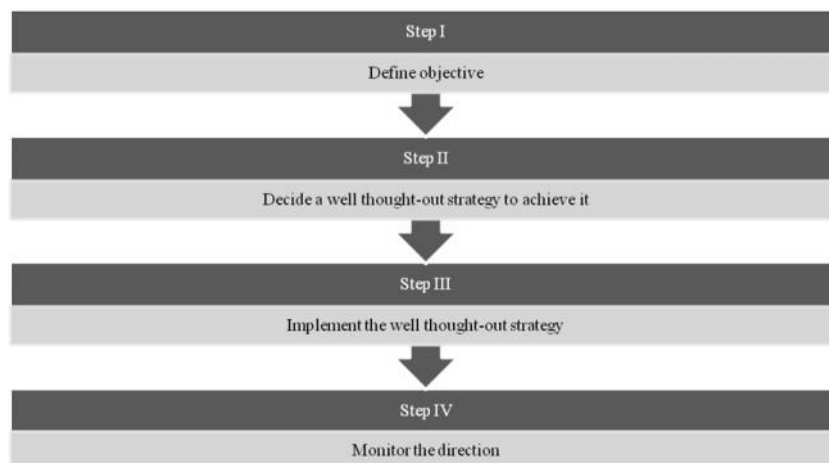 Step I
Define objective
Step II
Decide a well thought-out strategy to achieve it
Step III
Implement the well thought-out strategy
Step IV
Monitor the direction